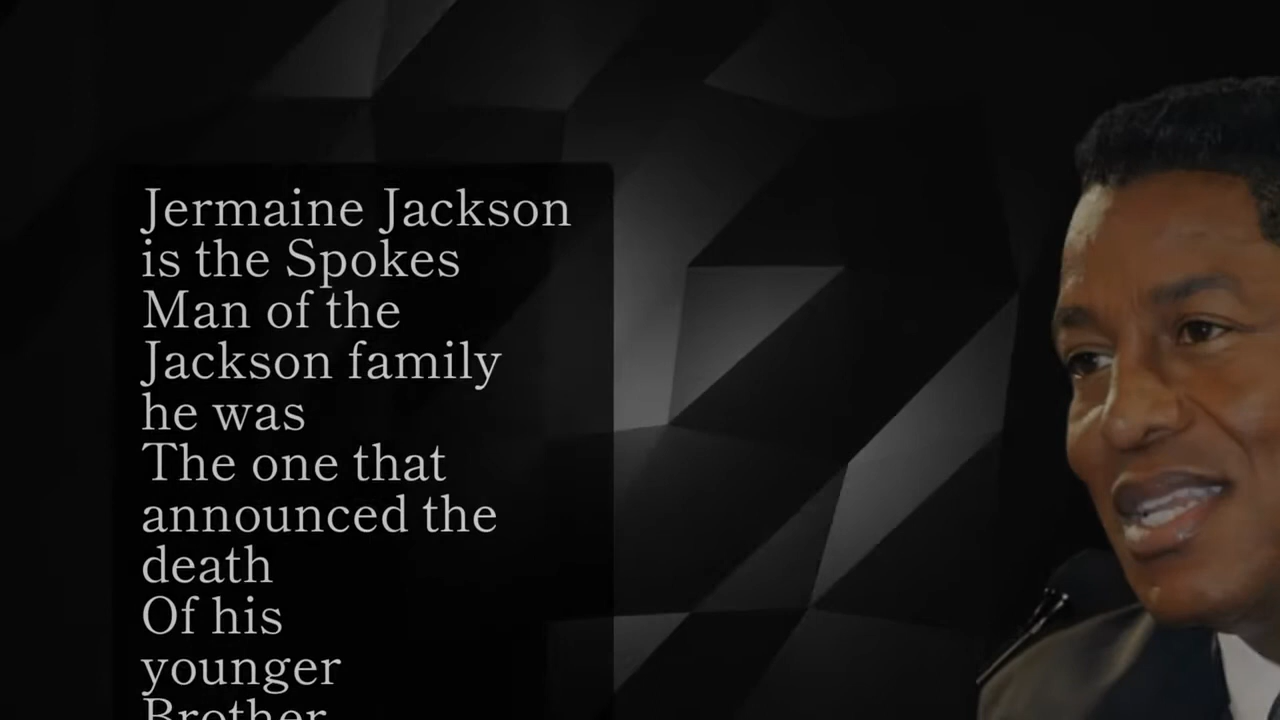 Jermaine Jackson
is the Spokes
Man of the
Jackson family
he was
The one that
announced the
death
Of his
younger
Brother